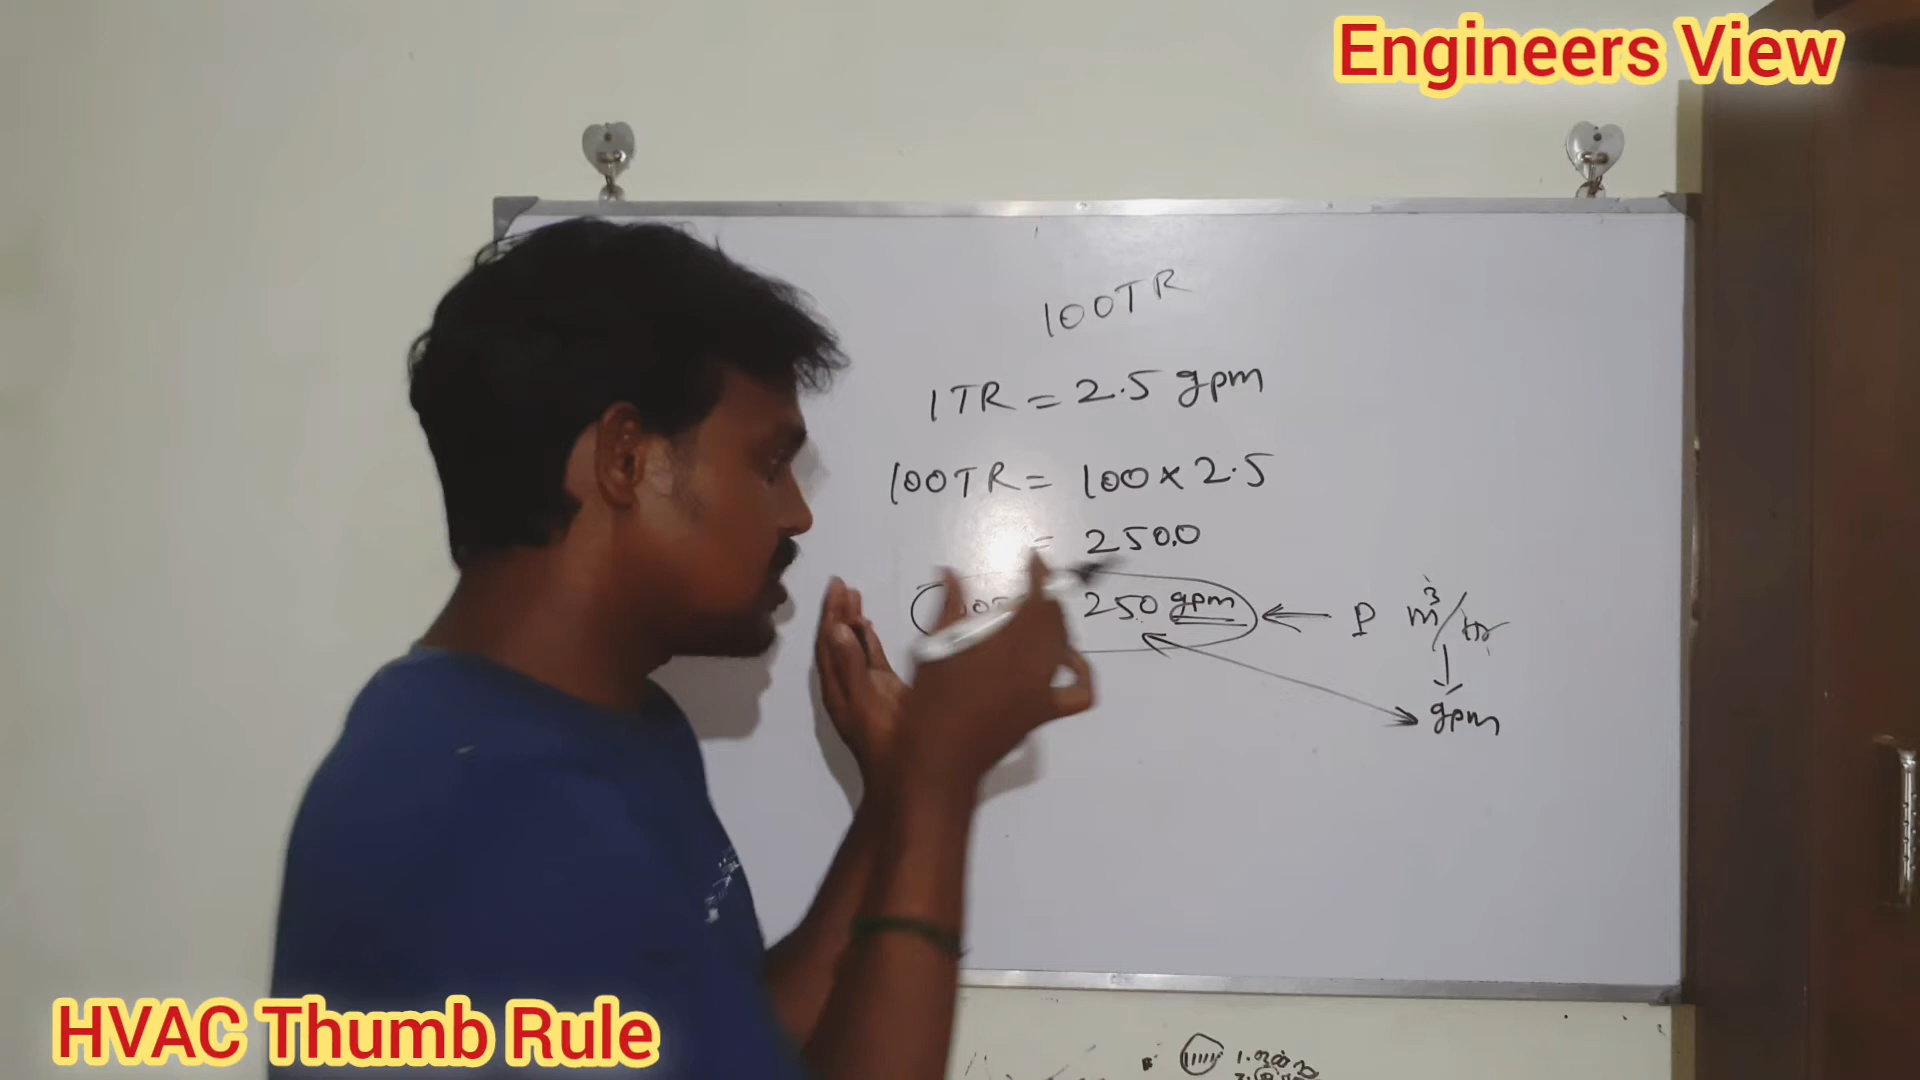 Engineers View
100TR
1TR = 2.5 gpm
100TR = 100 x 2.5
= 250.0
250 gpm ← P m³/hr
gpm
HVAC Thumb Rule